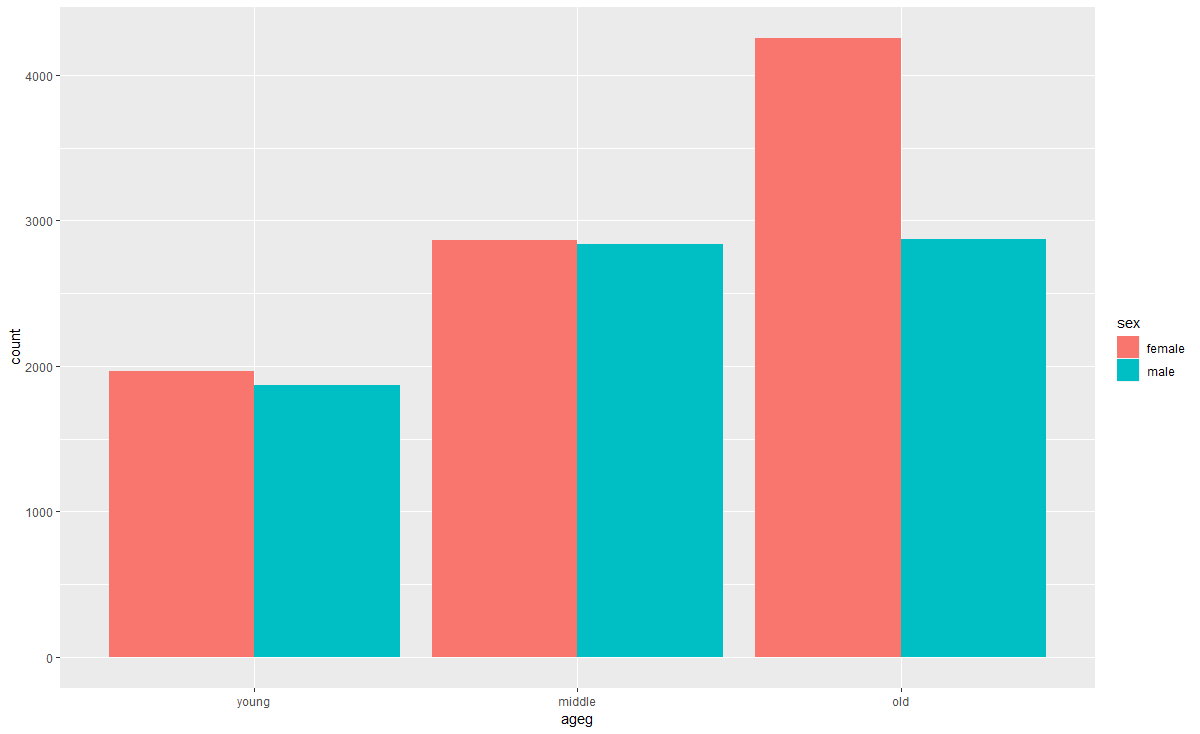 4000
3000
2000
1000
0
count
young
middle
old
ageg
sex
female
male